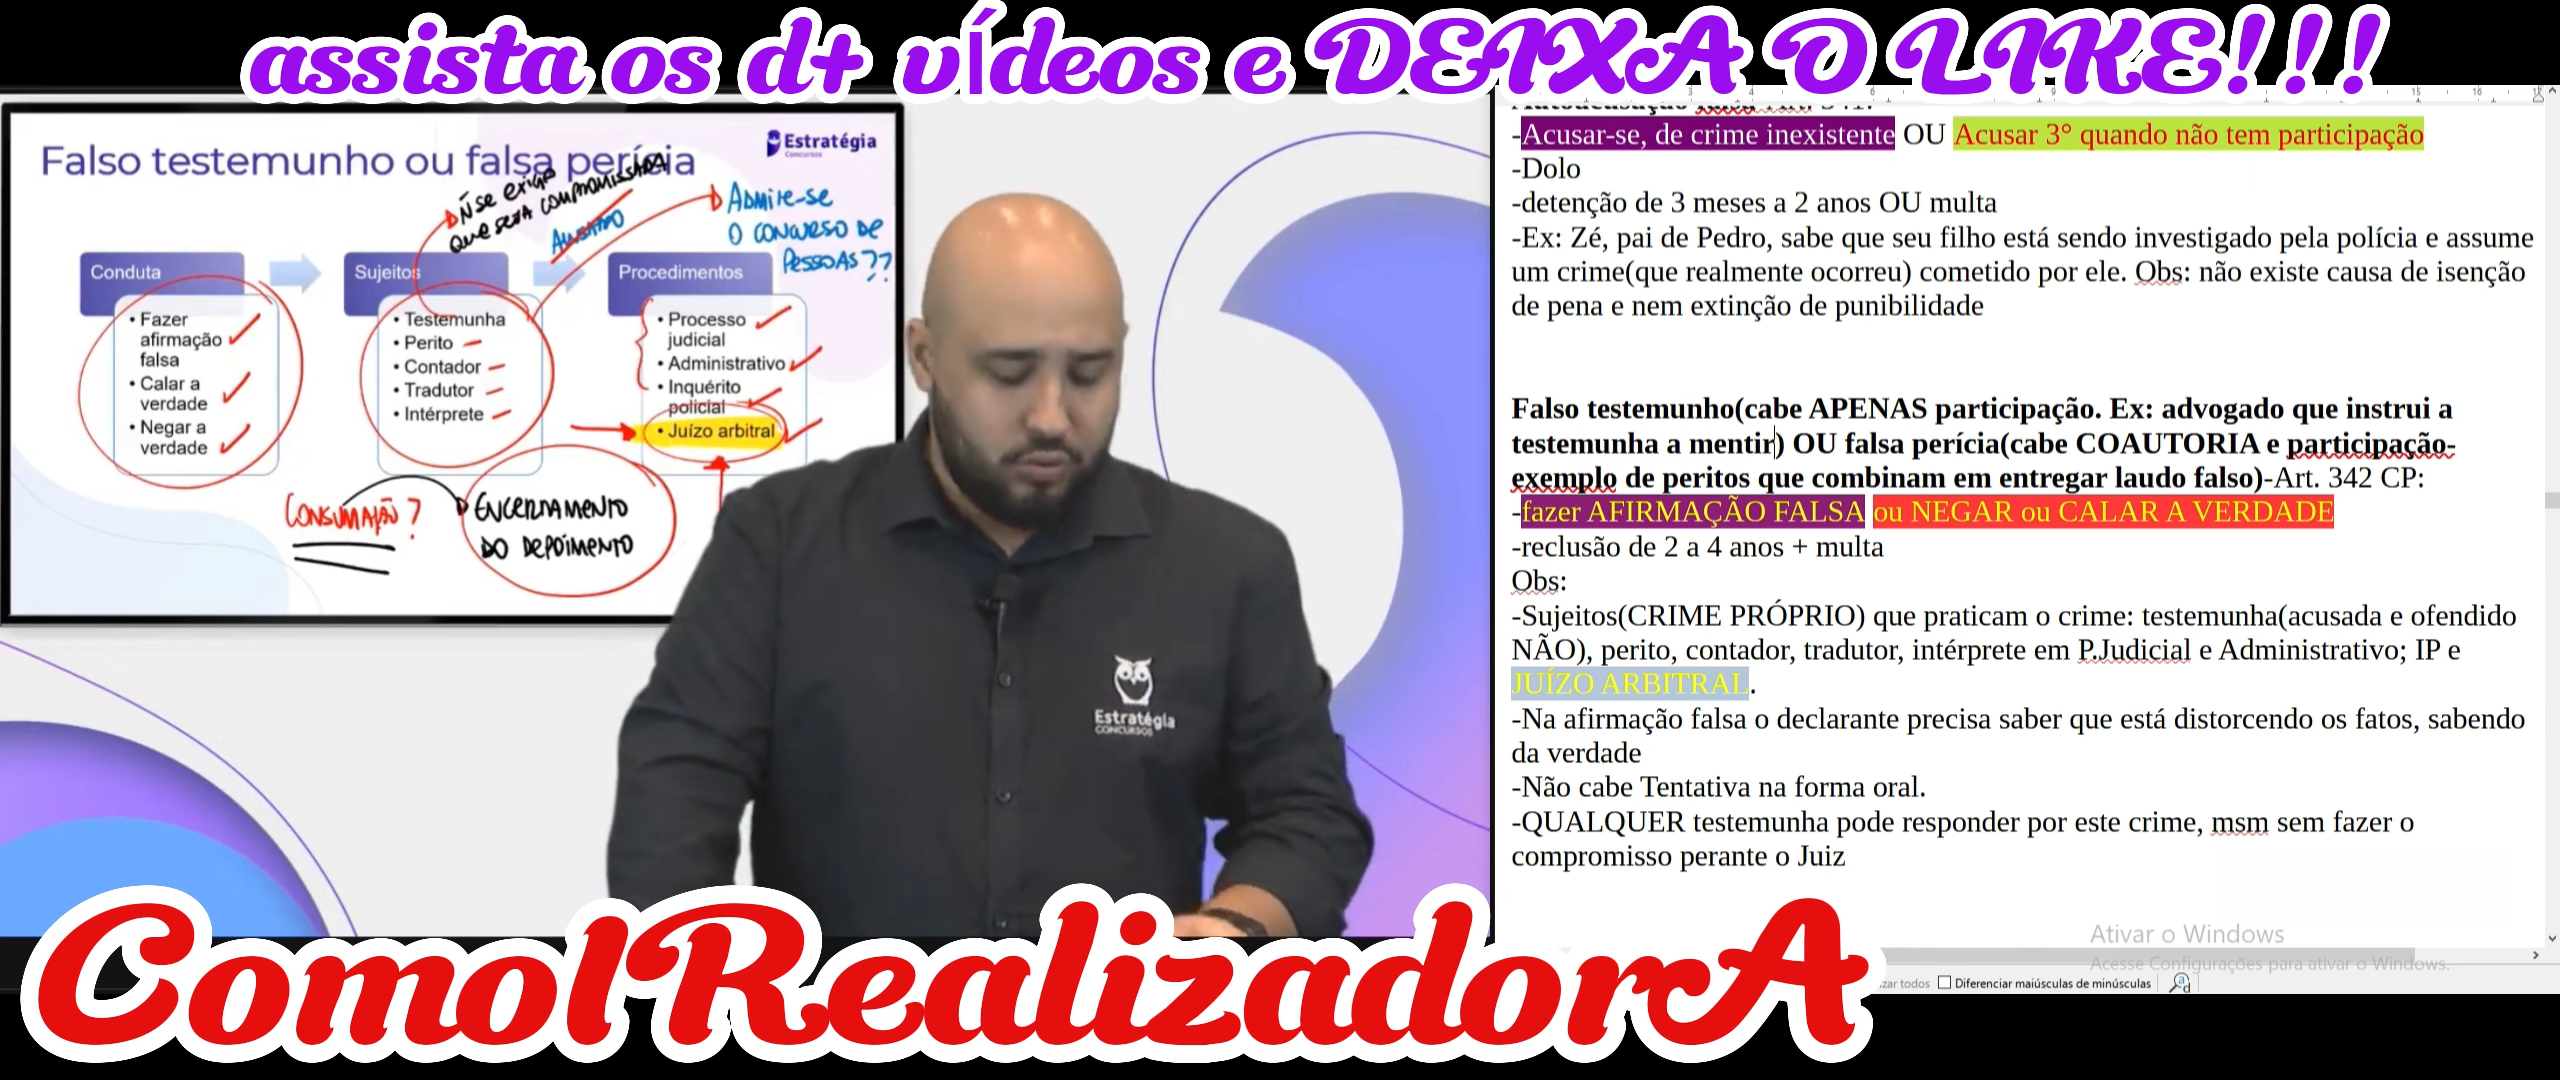 assista os d+ vÍdeos e DEIXA O LIKE!!!
Falso testemunho ou falsa perícia
Estratégia
Concursos
Ñ se exige
que seja compromissada
Aumento
Admite-se
o concurso de
pessoas??
Conduta
• Fazer
afirmação
falsa
• Calar a
verdade
• Negar a
verdade
Sujeitos
• Testemunha
• Perito
• Contador
• Tradutor
• Intérprete
Procedimentos
• Processo
judicial
• Administrativo
• Inquérito
policial
• Juízo arbitral
Consumação?
Encerramento
do depoimento
Estratégia
CONCURSOS
-Acusar-se, de crime inexistente OU Acusar 3° quando não tem participação
-Dolo
-detenção de 3 meses a 2 anos OU multa
-Ex: Zé, pai de Pedro, sabe que seu filho está sendo investigado pela polícia e assume
um crime(que realmente ocorreu) cometido por ele. Obs: não existe causa de isenção
de pena e nem extinção de punibilidade
Falso testemunho(cabe APENAS participação. Ex: advogado que instrui a
testemunha a mentir) OU falsa perícia(cabe COAUTORIA e participação-
exemplo de peritos que combinam em entregar laudo falso)-Art. 342 CP:
-fazer AFIRMAÇÃO FALSA ou NEGAR ou CALAR A VERDADE
-reclusão de 2 a 4 anos + multa
Obs:
-Sujeitos(CRIME PRÓPRIO) que praticam o crime: testemunha(acusada e ofendido
NÃO), perito, contador, tradutor, intérprete em P.Judicial e Administrativo; IP e
JUÍZO ARBITRAL.
-Na afirmação falsa o declarante precisa saber que está distorcendo os fatos, sabendo
da verdade
-Não cabe Tentativa na forma oral.
-QUALQUER testemunha pode responder por este crime, msm sem fazer o
compromisso perante o Juiz
Ativar o Windows
Acesse Configurações para ativar o Windows.
todos Diferenciar maiúsculas de minúsculas
ComolRealizadorA